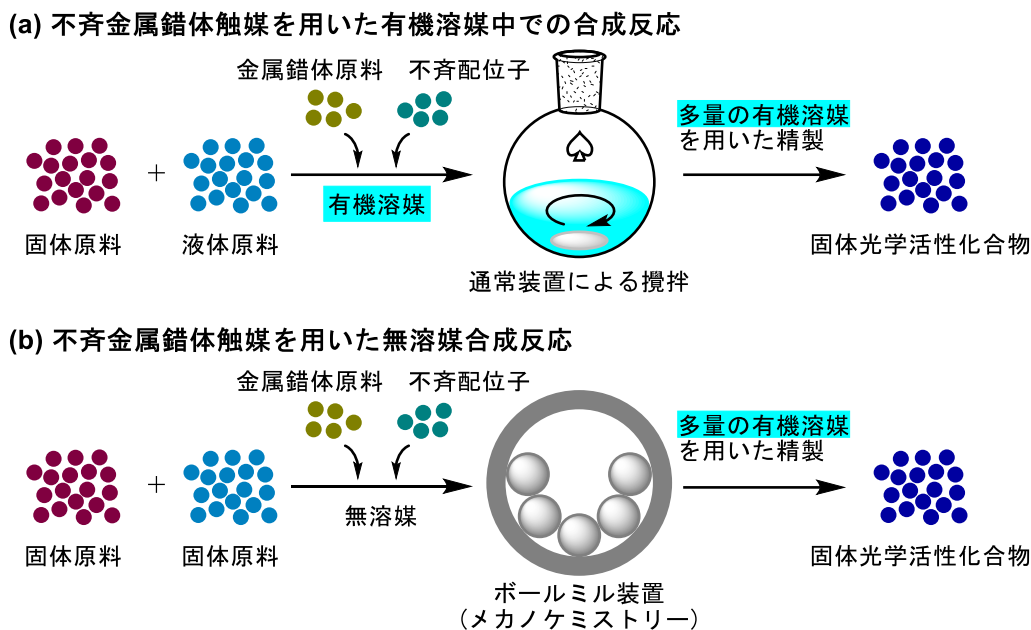 (a) 不斉金属錯体触媒を用いた有機溶媒中での合成反応
金属錯体原料
不斉配位子
多量の有機溶媒
を用いた精製
+
有機溶媒
固体原料
液体原料
固体光学活性化合物
通常装置による攪拌
(b) 不斉金属錯体触媒を用いた無溶媒合成反応
金属錯体原料
不斉配位子
多量の有機溶媒
を用いた精製
+
無溶媒
固体原料
固体原料
固体光学活性化合物
ボールミル装置
(メカノケミストリー)